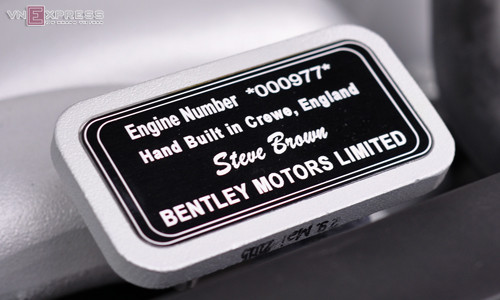 VNEXPRESS
Engine Number *000977*
Hand Built in Crewe, England
Steve Brown
BENTLEY MOTORS LIMITED